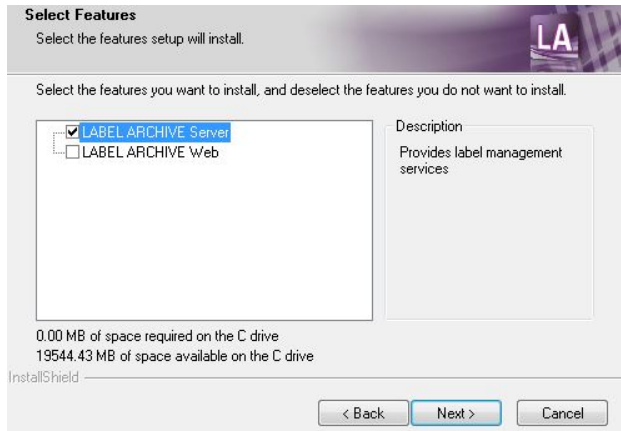 Select Features
Select the features setup will install.
LA
Select the features you want to install, and deselect the features you do not want to install.
LABEL ARCHIVE Server
LABEL ARCHIVE Web
Description
Provides label management
services
0.00 MB of space required on the C drive
19544.43 MB of space available on the C drive
InstallShield
< Back
Next >
Cancel